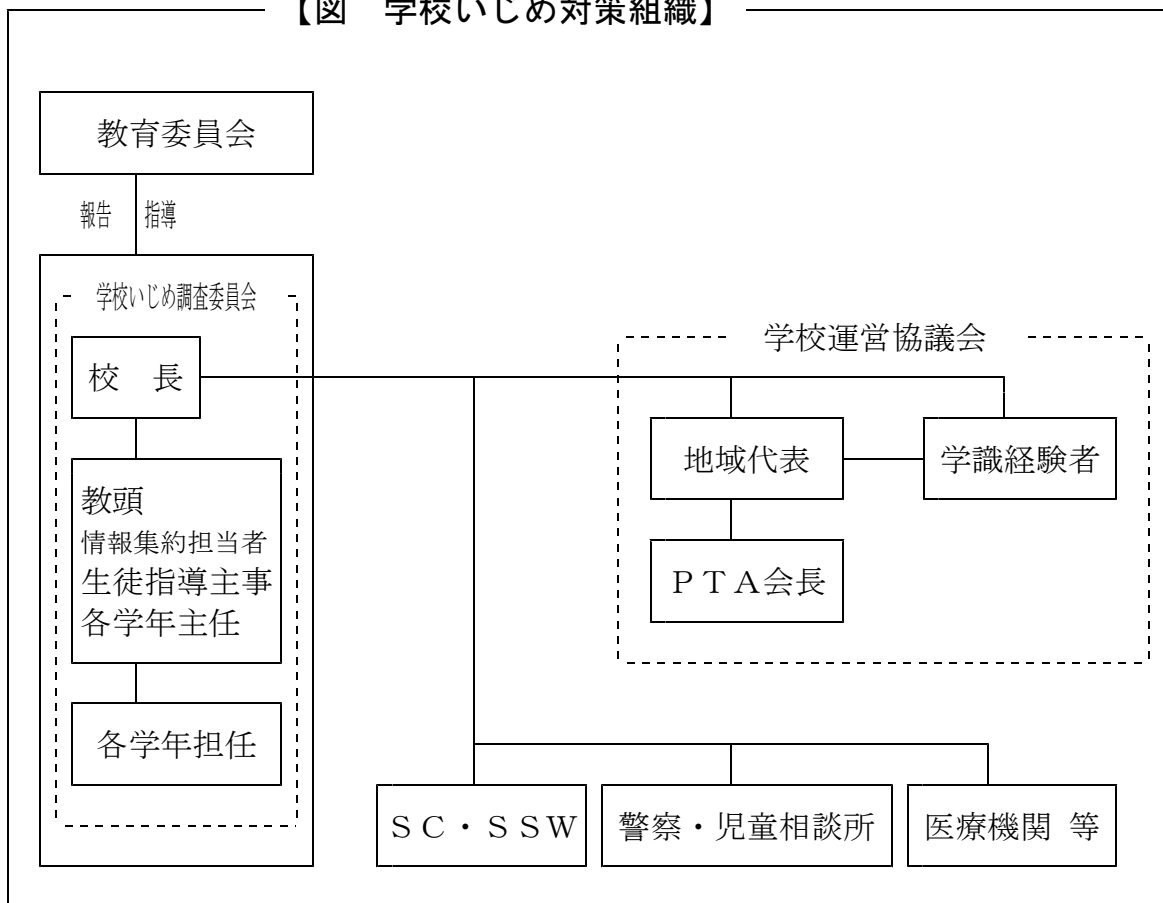 【図　学校いじめ対策組織】
教育委員会
報告　指導
学校いじめ調査委員会
校　長
教頭
情報集約担当者
生徒指導主事
各学年主任
各学年担任
学校運営協議会
地域代表
学識経験者
ＰＴＡ会長
ＳＣ・ＳＳＷ
警察・児童相談所
医療機関 等